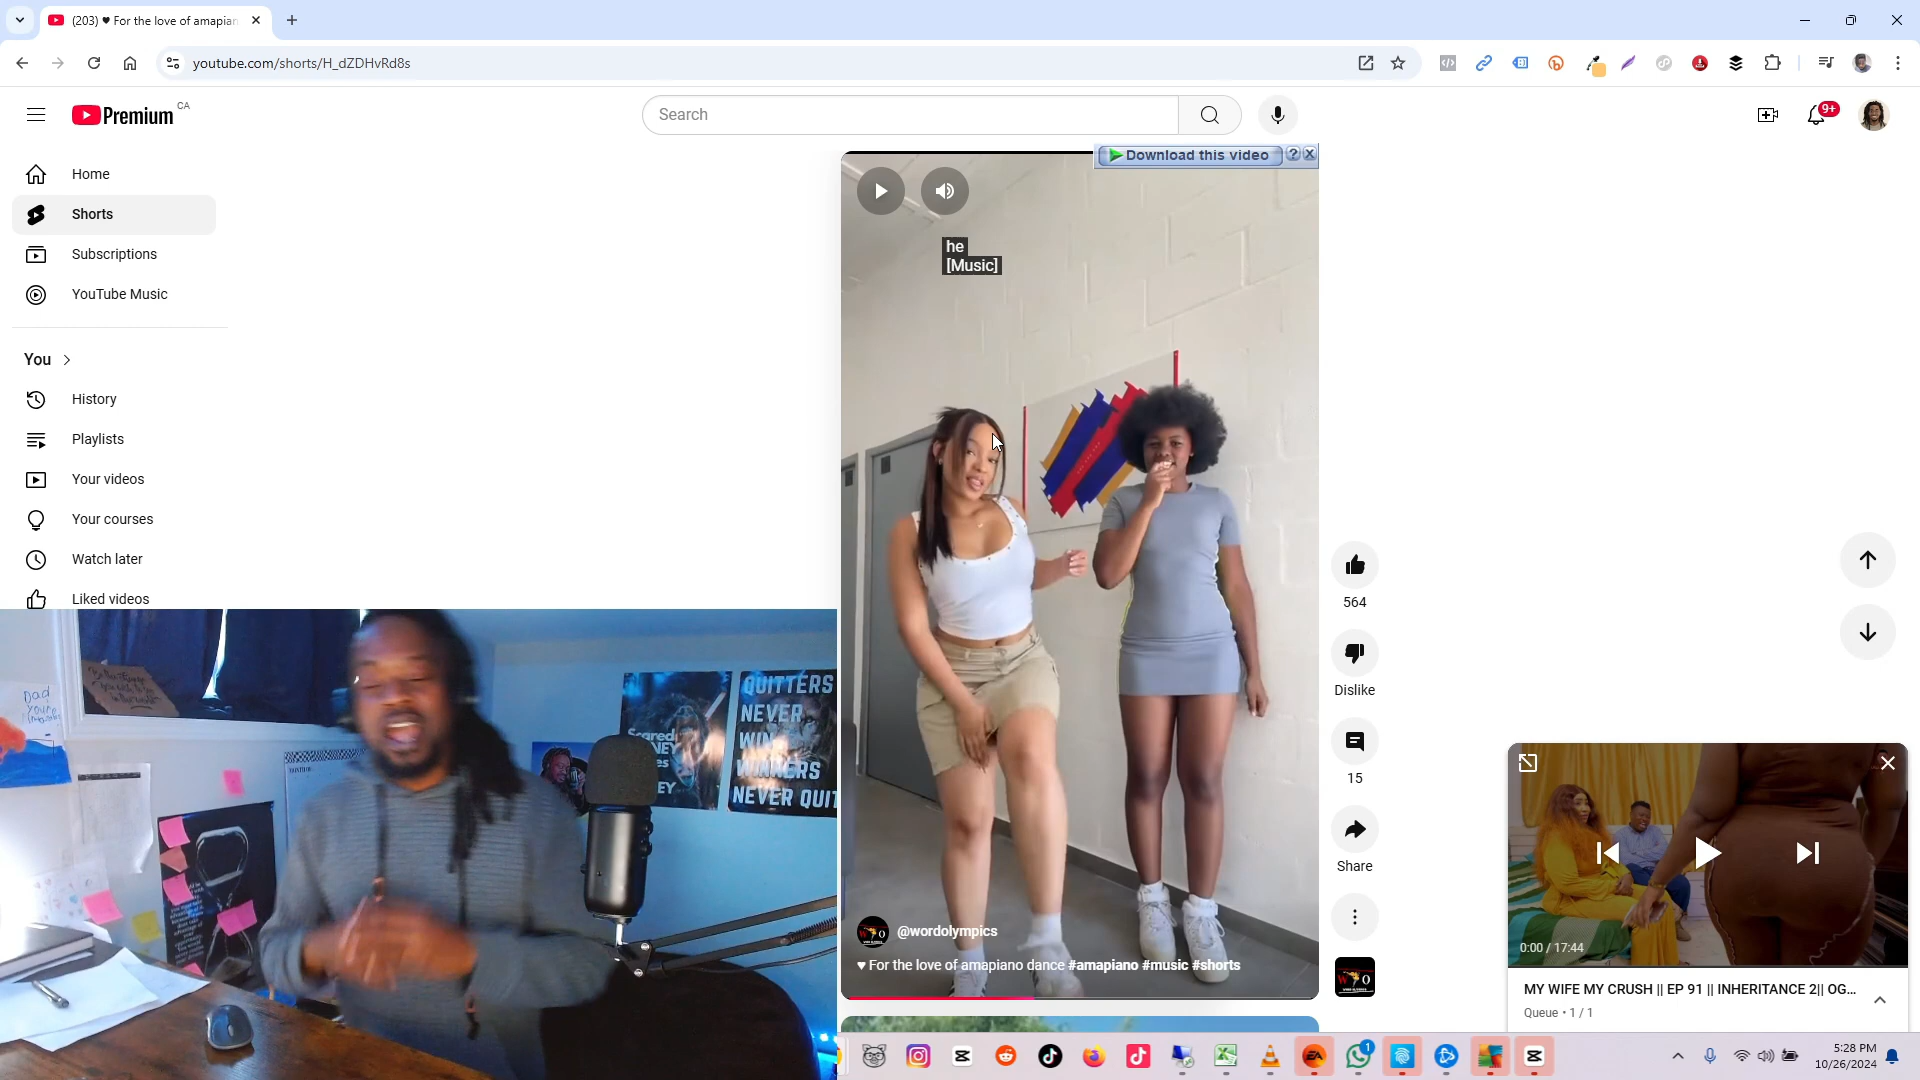 (203) ♥ For the love of amapian
youtube.com/shorts/H_dZDHvRd8s
Premium CA
Search
9+
Download this video
Home
Shorts
Subscriptions
YouTube Music
You
History
Playlists
Your videos
Your courses
Watch later
Liked videos
he
[Music]
564
Dislike
15
Share
@wordolympics
♥ For the love of amapiano dance #amapiano #music #shorts
Dad
QUITTERS
NEVER
WIN
WINNERS
NEVER QUIT
Scared
0:00 / 17:44
MY WIFE MY CRUSH || EP 91 || INHERITANCE 2|| OG...
Queue • 1 / 1
1
5:28 PM
10/26/2024